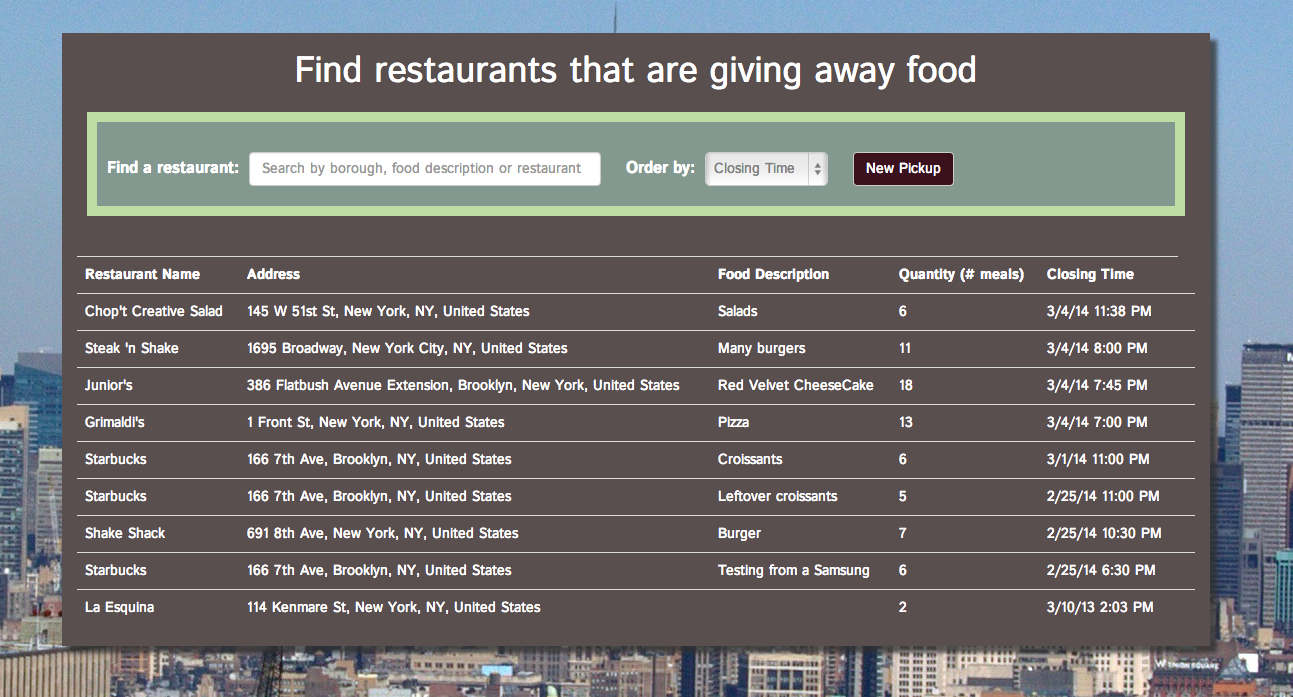 Find restaurants that are giving away food
Find a restaurant: Search by borough, food description or restaurant Order by: Closing Time New Pickup
Restaurant Name Address Food Description Quantity (# meals) Closing Time
Chop't Creative Salad 145 W 51st St, New York, NY, United States Salads 6 3/4/14 11:38 PM
Steak 'n Shake 1695 Broadway, New York City, NY, United States Many burgers 11 3/4/14 8:00 PM
Junior's 386 Flatbush Avenue Extension, Brooklyn, New York, United States Red Velvet CheeseCake 18 3/4/14 7:45 PM
Grimaldi's 1 Front St, New York, NY, United States Pizza 13 3/4/14 7:00 PM
Starbucks 166 7th Ave, Brooklyn, NY, United States Croissants 6 3/1/14 11:00 PM
Starbucks 166 7th Ave, Brooklyn, NY, United States Leftover croissants 5 2/25/14 11:00 PM
Shake Shack 691 8th Ave, New York, NY, United States Burger 7 2/25/14 10:30 PM
Starbucks 166 7th Ave, Brooklyn, NY, United States Testing from a Samsung 6 2/25/14 6:30 PM
La Esquina 114 Kenmare St, New York, NY, United States 2 3/10/13 2:03 PM
W UNION SQUARE